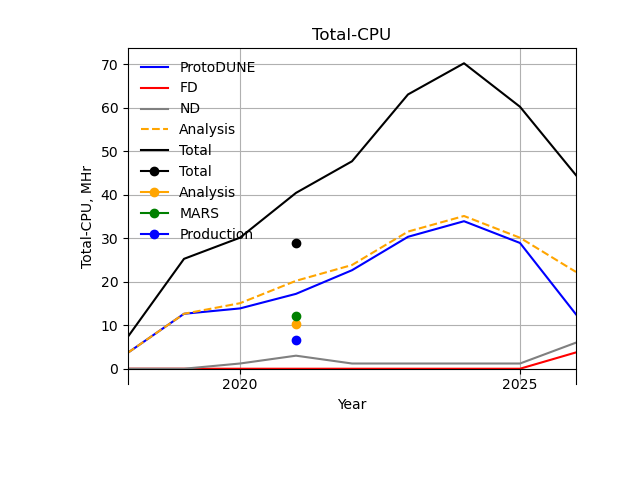 Total-CPU
ProtoDUNE
FD
ND
Analysis
Total
Total
Analysis
MARS
Production
Total-CPU, MHr
70
60
50
40
30
20
10
0
2020
2025
Year